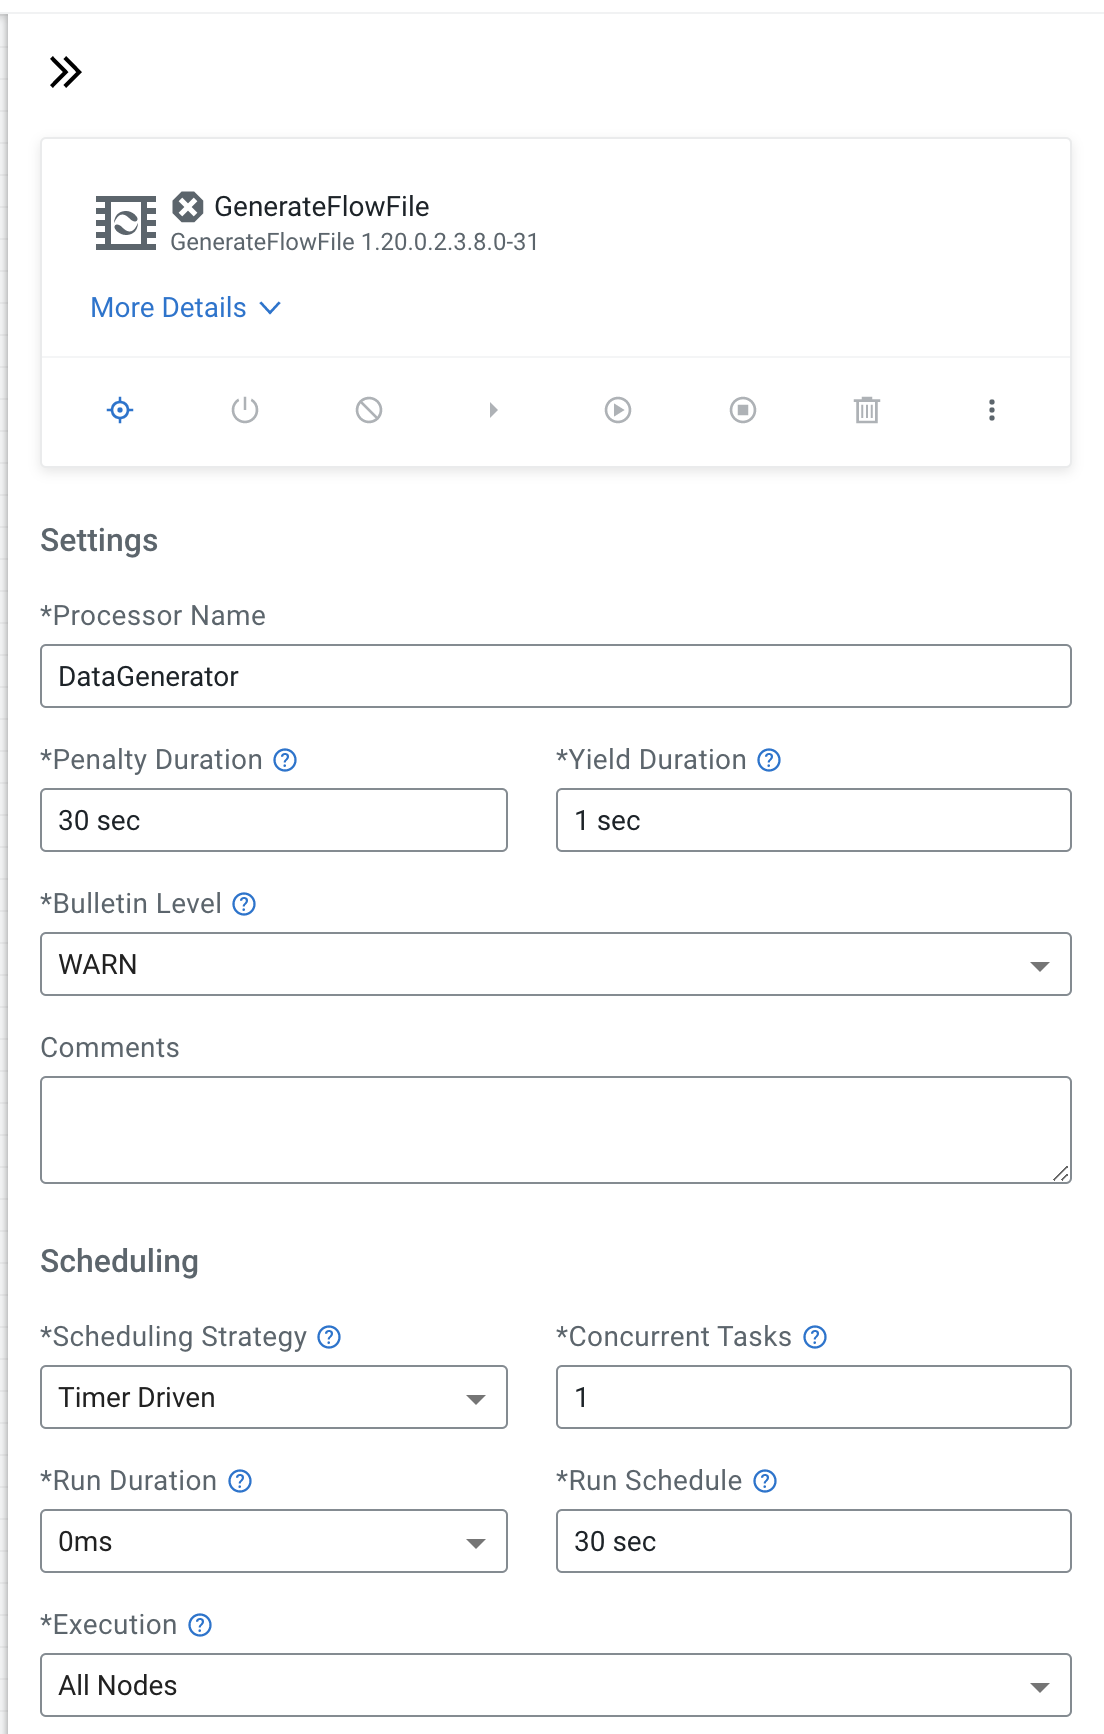 GenerateFlowFile
GenerateFlowFile 1.20.0.2.3.8.0-31
More Details
Settings
*Processor Name
DataGenerator
*Penalty Duration
*Yield Duration
30 sec
1 sec
*Bulletin Level
WARN
Comments
Scheduling
*Scheduling Strategy
*Concurrent Tasks
Timer Driven
1
*Run Duration
*Run Schedule
0ms
30 sec
*Execution
All Nodes